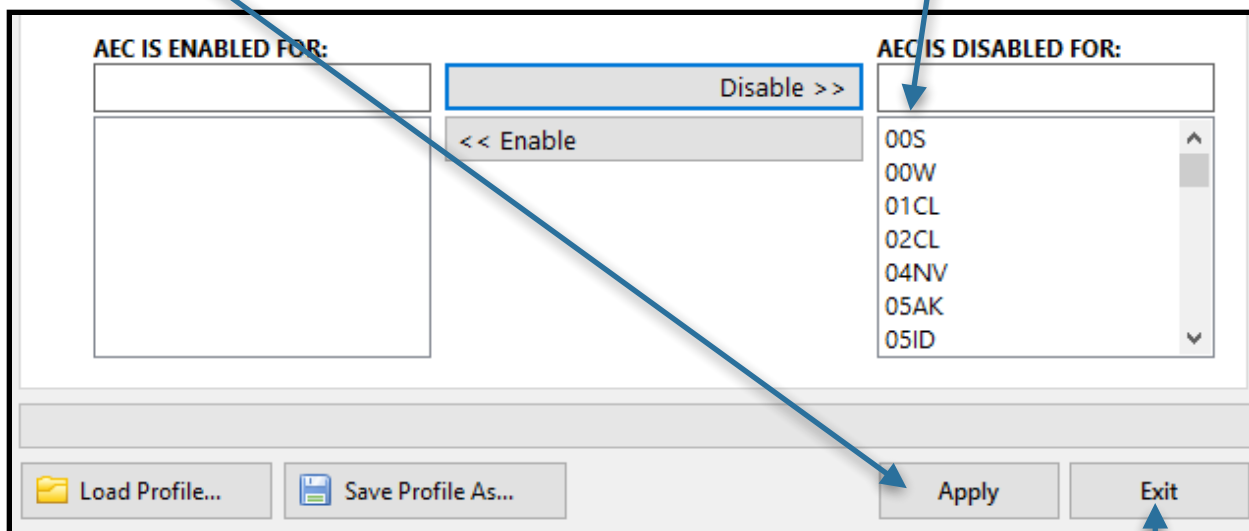 AEC IS ENABLED FOR:
AEC IS DISABLED FOR:
Disable >>
<< Enable
00S
00W
01CL
02CL
04NV
05AK
05ID
Load Profile...
Save Profile As...
Apply
Exit